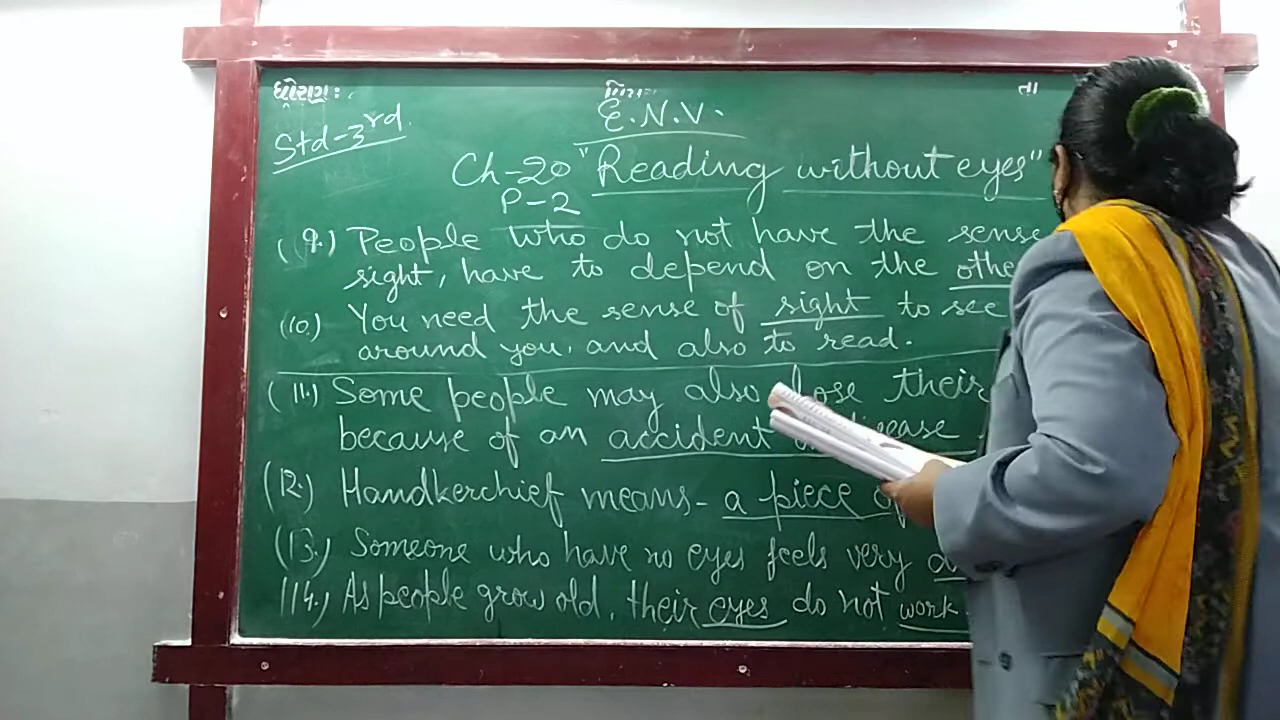 ધોરણ:
વિષય
તા
Std-3rd.
E.N.V.
Ch-20 "Reading without eyes"
P-2
(9.) People who do not have the sense
sight, have to depend on the othe
(10.) You need the sense of sight to see
around you, and also to read.
(11.) Some people may also lose their
because of an accident disease.
(12.) Handkerchief means- a piece
(13.) Someone who have no eyes feels very
(14.) As people grow old, their eyes do not work